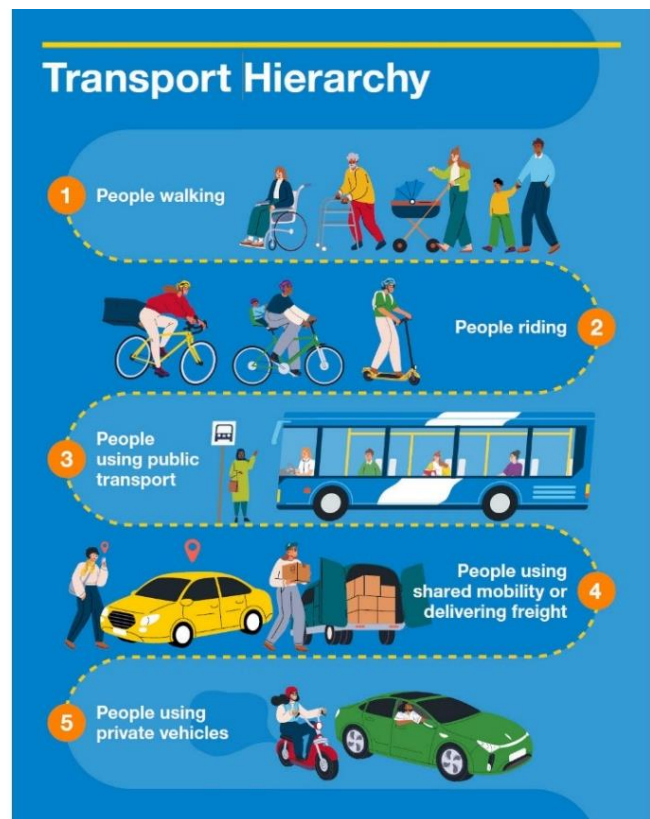 Transport Hierarchy
1
People walking
People riding
2
3
People
using public
transport
People using
shared mobility or
delivering freight
4
5
People using
private vehicles